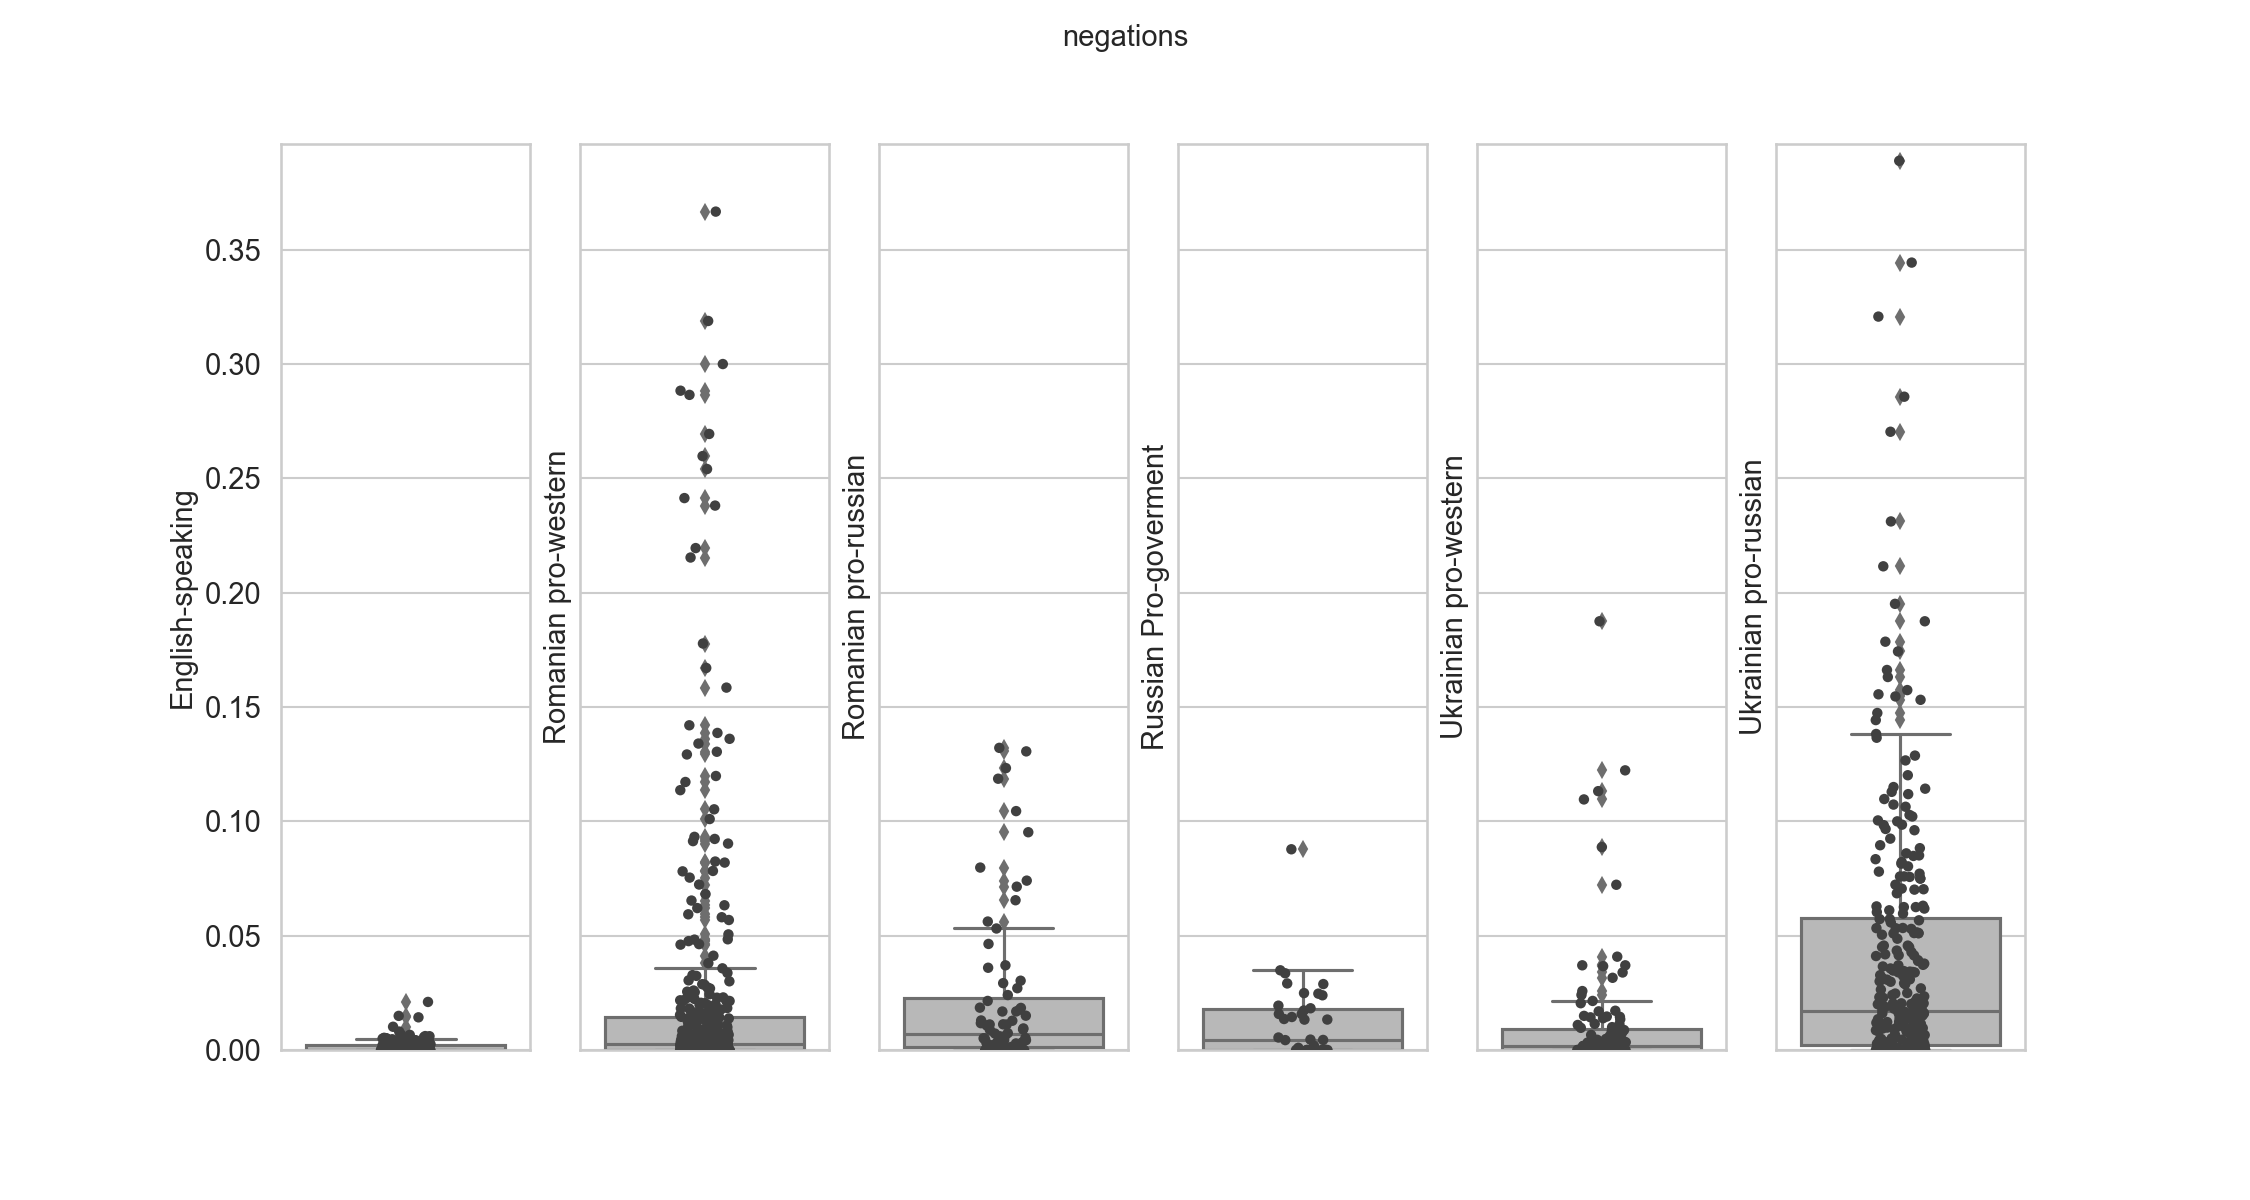 negations
English-speaking
0.35
0.30
0.25
0.20
0.15
0.10
0.05
0.00
Romanian pro-western
Romanian pro-russian
Russian Pro-goverment
Ukrainian pro-western
Ukrainian pro-russian